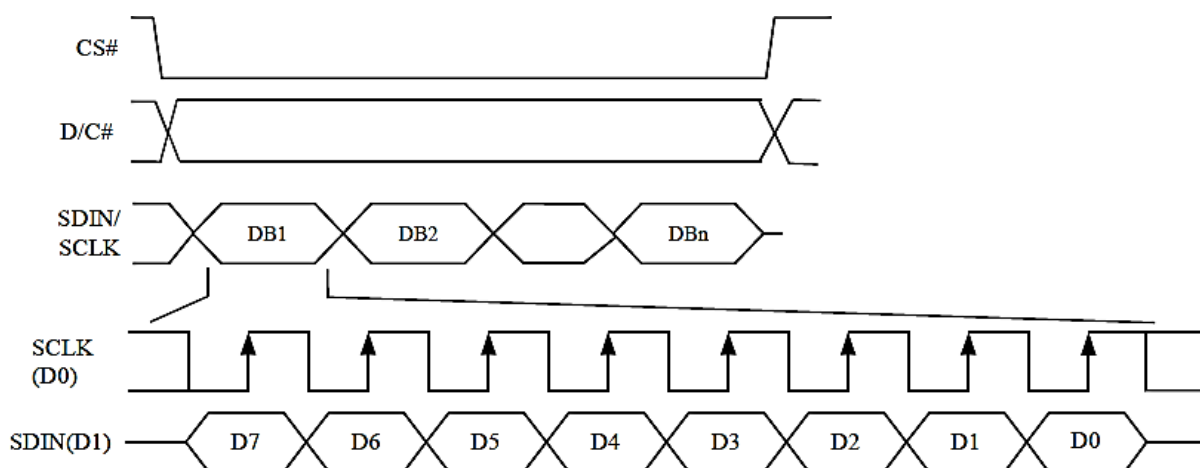 CS#
D/C#
SDIN/
SCLK
DB1 DB2 DBn
SCLK
(D0)
SDIN(D1) D7 D6 D5 D4 D3 D2 D1 D0